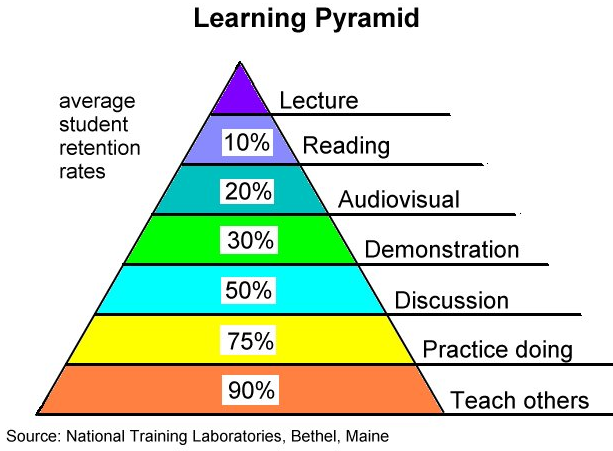 Learning Pyramid
average
student
retention
rates
Lecture
10% Reading
20% Audiovisual
30% Demonstration
50% Discussion
75% Practice doing
90% Teach others
Source: National Training Laboratories, Bethel, Maine